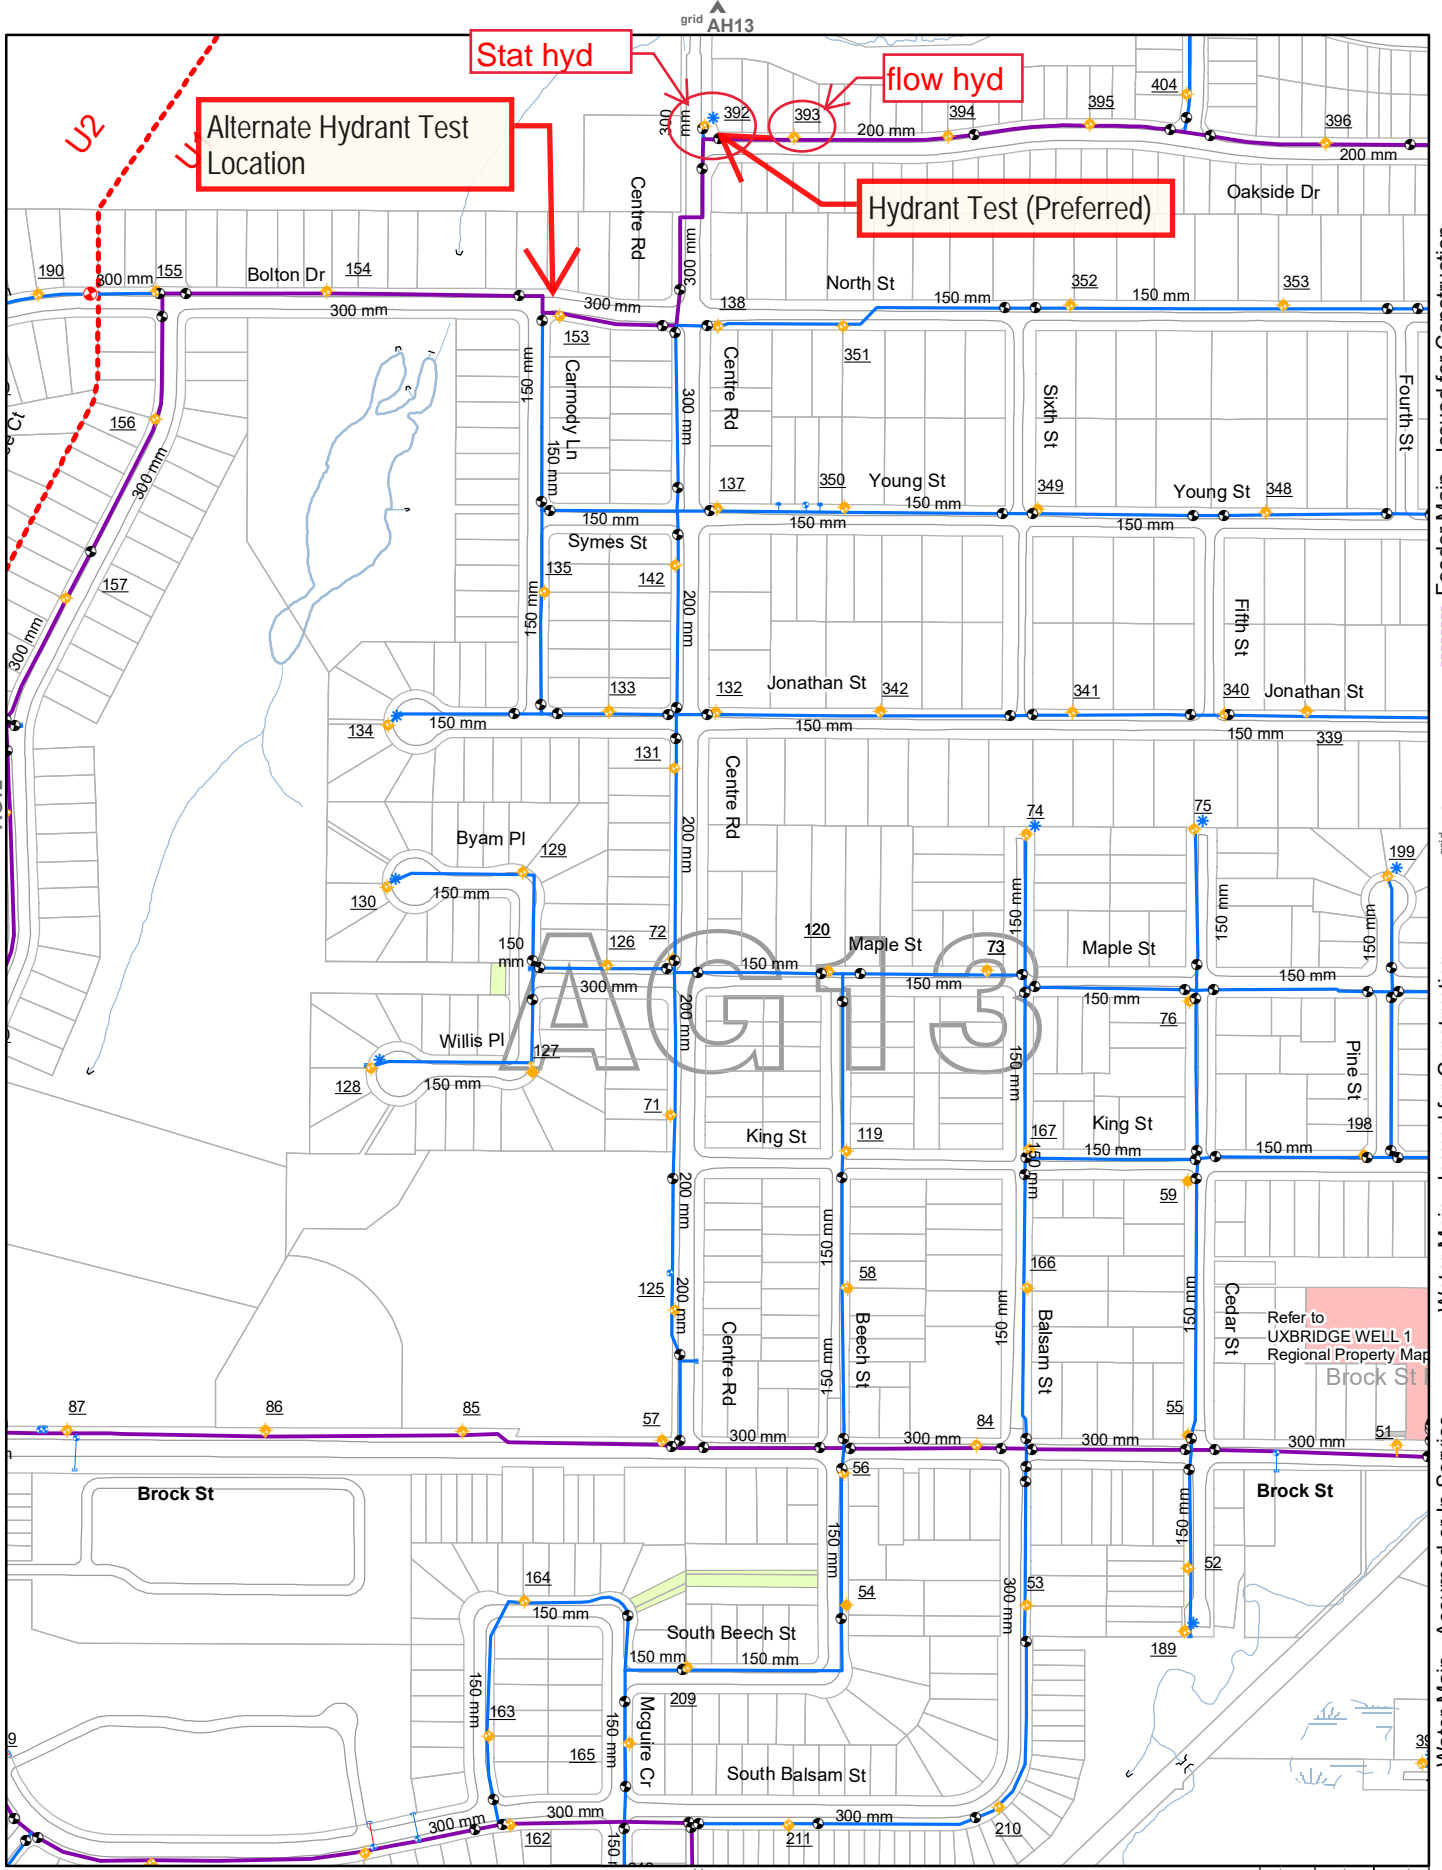 grid AH13
Stat hyd
flow hyd
Alternate Hydrant Test
Location
Hydrant Test (Preferred)
U2
300 mm
392
393
394
395
404
396
200 mm
200 mm
Oakside Dr
Centre Rd
300 mm
190
300 mm
155
Bolton Dr
154
300 mm
300 mm
138
North St
150 mm
352
150 mm
353
153
351
156
300 mm
150 mm
Carmody Ln
150 mm
300 mm
Centre Rd
Sixth St
Fourth St
137
350
Young St
150 mm
349
Young St
348
150 mm
150 mm
150 mm
Symes St
157
135
142
150 mm
200 mm
Fifth St
300 mm
133
132
Jonathan St
342
341
340
Jonathan St
134
150 mm
150 mm
150 mm
339
131
Centre Rd
200 mm
Byam Pl
129
130
150 mm
74
75
199
150 mm
150 mm
150 mm
150 mm
126
72
120
Maple St
73
Maple St
300 mm
150 mm
150 mm
150 mm
150 mm
AG13
200 mm
76
Willis Pl
127
128
150 mm
150 mm
Pine St
71
King St
119
167
King St
198
150 mm
150 mm
150 mm
59
200 mm
150 mm
125
200 mm
58
166
Centre Rd
150 mm
Beech St
150 mm
Balsam St
150 mm
Cedar St
Refer to
UXBRIDGE WELL 1
Regional Property Map
Brock St
87
86
85
57
84
55
51
300 mm
300 mm
300 mm
300 mm
56
Brock St
Brock St
150 mm
150 mm
164
150 mm
54
53
52
300 mm
South Beech St
150 mm
150 mm
189
209
163
150 mm
165
150 mm
Mcguire Cr
South Balsam St
300 mm
300 mm
300 mm
162
211
210